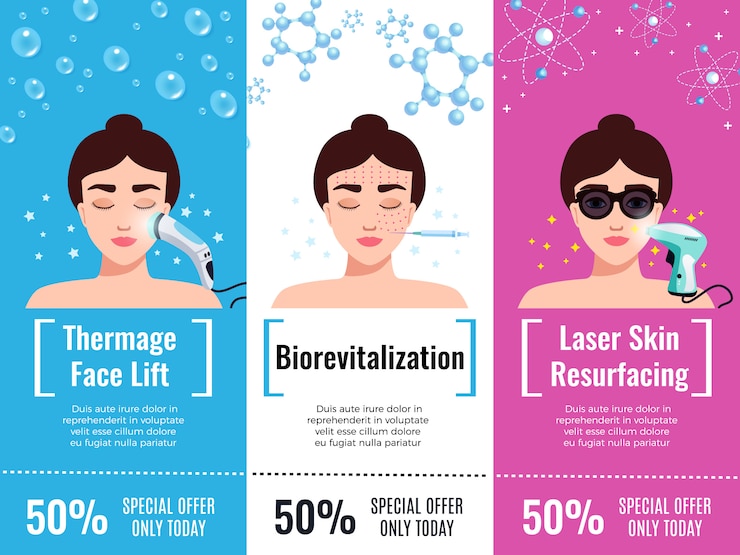 Thermage
Face Lift
Duis aute irure dolor in
reprehenderit in voluptate
velit esse cillum dolore
eu fugiat nulla pariatur
50%
SPECIAL OFFER
ONLY TODAY
Biorevitalization
Duis aute irure dolor in
reprehenderit in voluptate
velit esse cillum dolore
eu fugiat nulla pariatur
50%
SPECIAL OFFER
ONLY TODAY
Laser Skin
Resurfacing
Duis aute irure dolor in
reprehenderit in voluptate
velit esse cillum dolore
eu fugiat nulla pariatur
50%
SPECIAL OFFER
ONLY TODAY